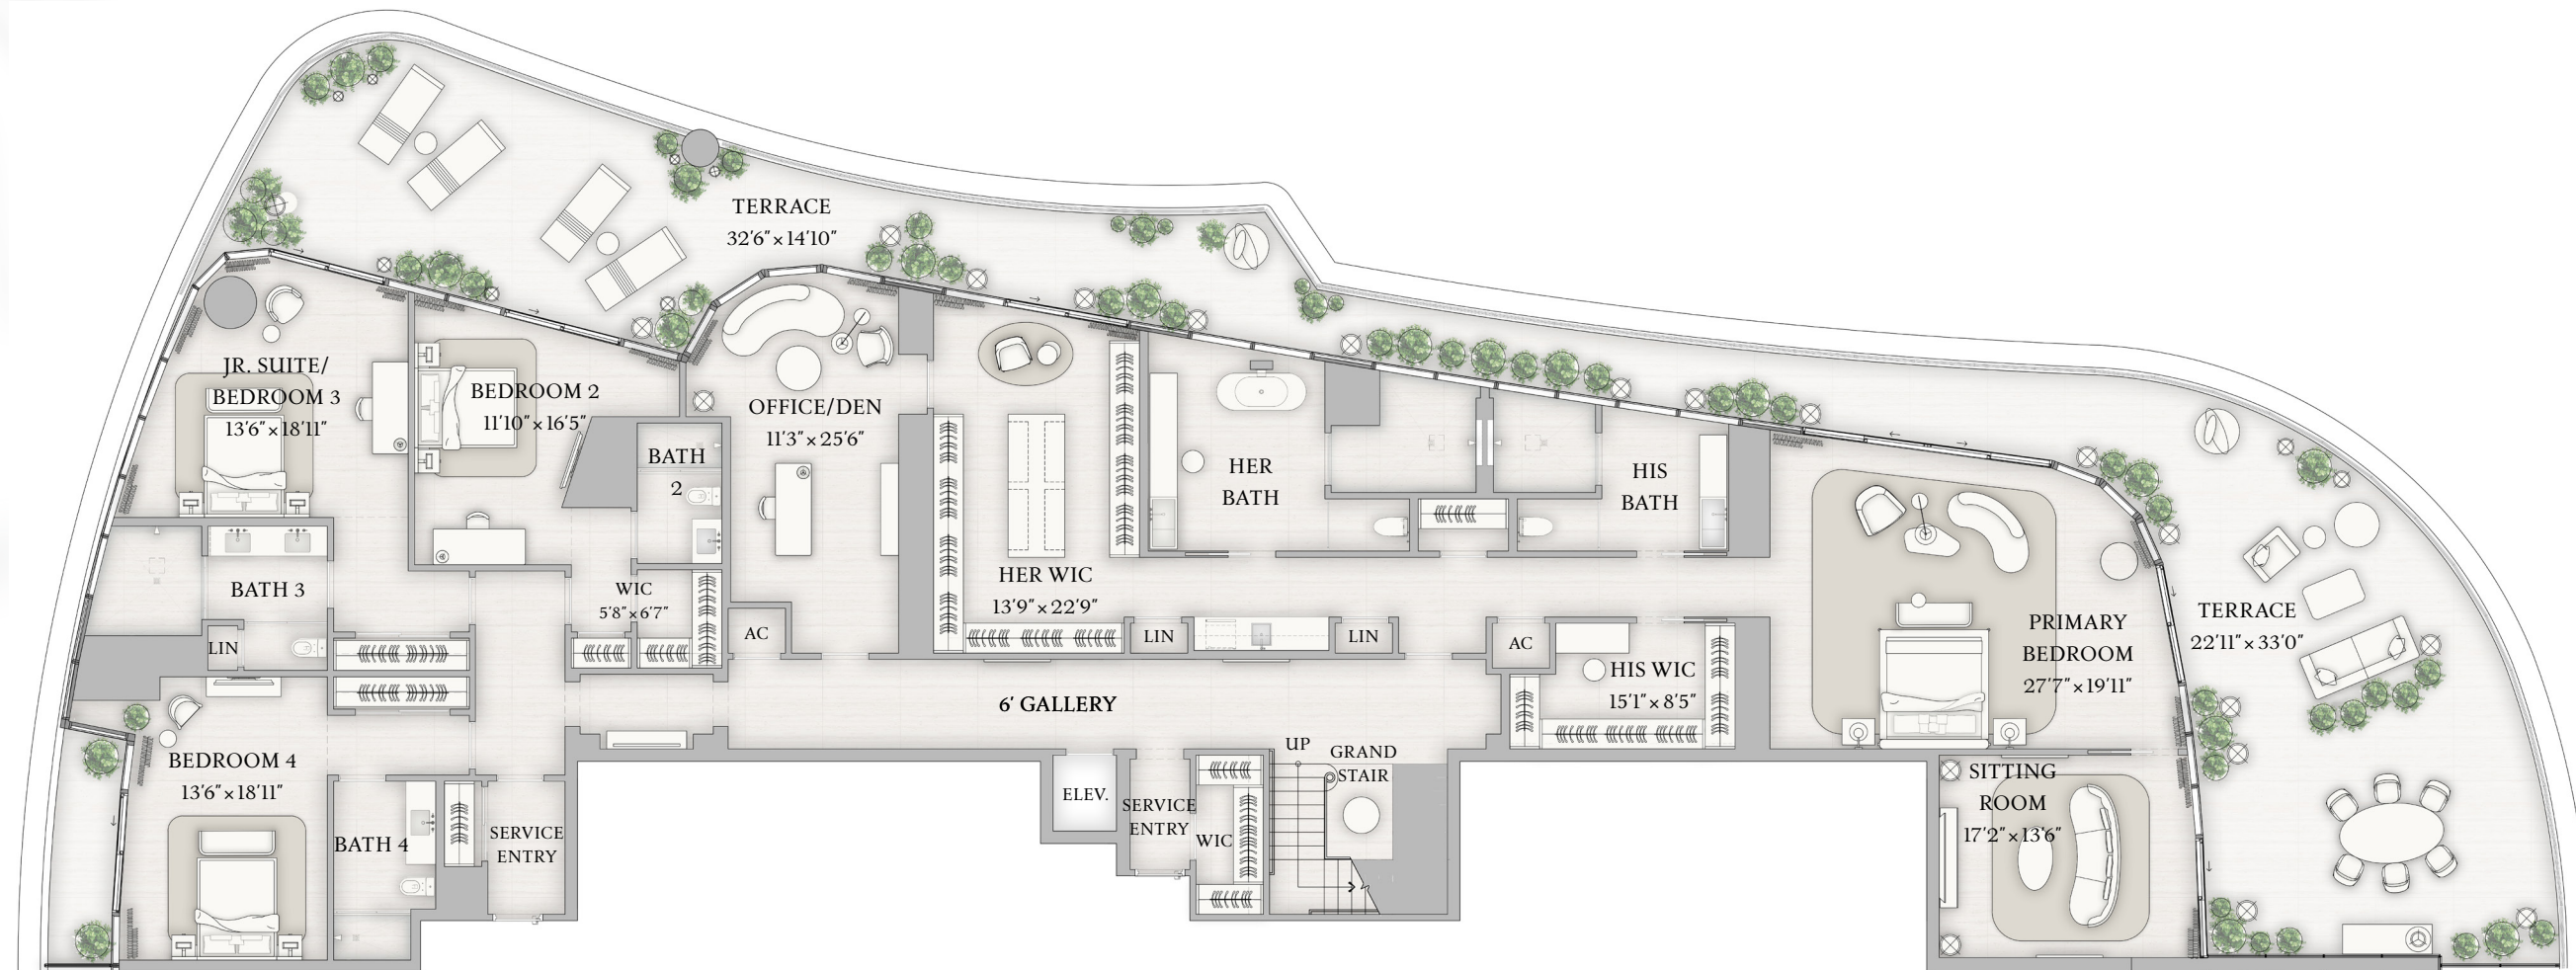 TERRACE
32'6" × 14'10"
JR. SUITE/
BEDROOM 3
13'6" × 18'11"
BEDROOM 2
11'10" × 16'5"
OFFICE/DEN
11'3" × 25'6"
BATH
2
HER
BATH
HIS
BATH
BATH 3
WIC
5'8" × 6'7"
HER WIC
13'9" × 22'9"
AC
LIN
LIN
LIN
AC
HIS WIC
15'1" × 8'5"
PRIMARY
BEDROOM
27'7" × 19'11"
TERRACE
22'11" × 33'0"
6' GALLERY
BEDROOM 4
13'6" × 18'11"
BATH 4
SERVICE
ENTRY
ELEV.
SERVICE
ENTRY
WIC
UP
GRAND
STAIR
SITTING
ROOM
17'2" × 13'6"